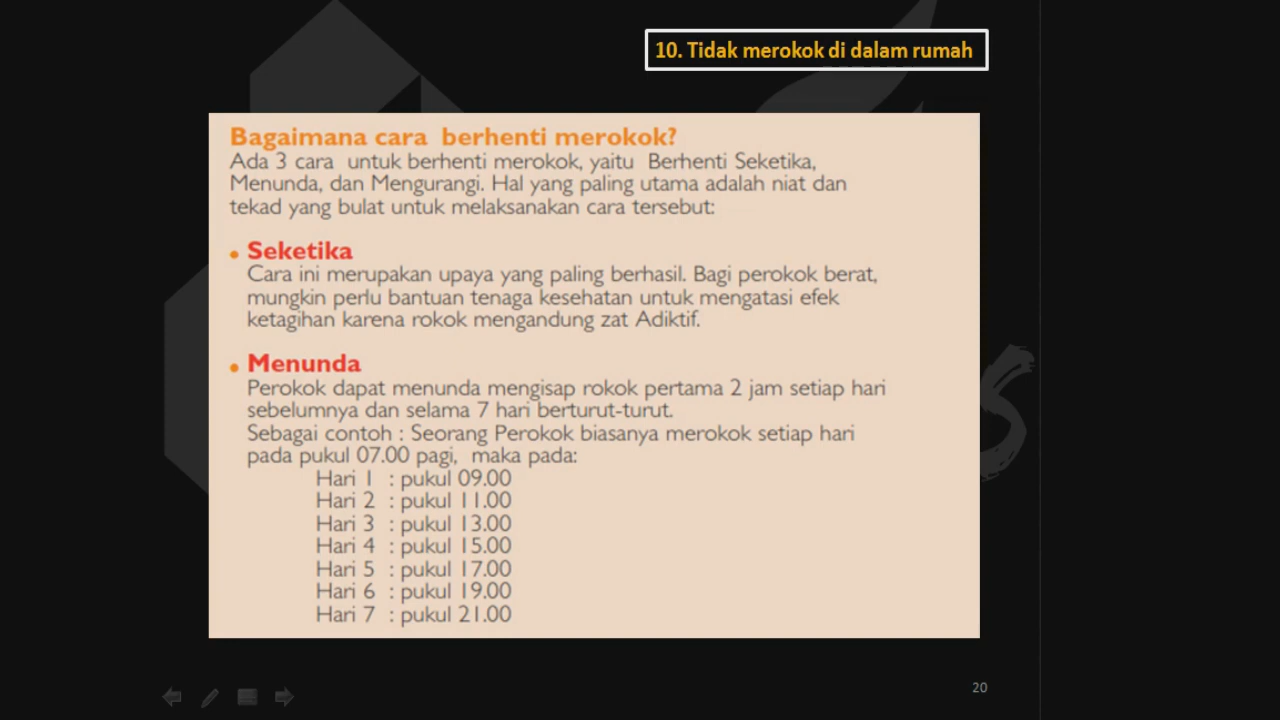 10. Tidak merokok di dalam rumah
Bagaimana cara berhenti merokok?
Ada 3 cara untuk berhenti merokok, yaitu Berhenti Seketika,
Menunda, dan Mengurangi. Hal yang paling utama adalah niat dan
tekad yang bulat untuk melaksanakan cara tersebut:
• Seketika
Cara ini merupakan upaya yang paling berhasil. Bagi perokok berat,
mungkin perlu bantuan tenaga kesehatan untuk mengatasi efek
ketagihan karena rokok mengandung zat Adiktif.
• Menunda
Perokok dapat menunda mengisap rokok pertama 2 jam setiap hari
sebelumnya dan selama 7 hari berturut-turut.
Sebagai contoh : Seorang Perokok biasanya merokok setiap hari
pada pukul 07.00 pagi, maka pada:
Hari 1 : pukul 09.00
Hari 2 : pukul 11.00
Hari 3 : pukul 13.00
Hari 4 : pukul 15.00
Hari 5 : pukul 17.00
Hari 6 : pukul 19.00
Hari 7 : pukul 21.00
20